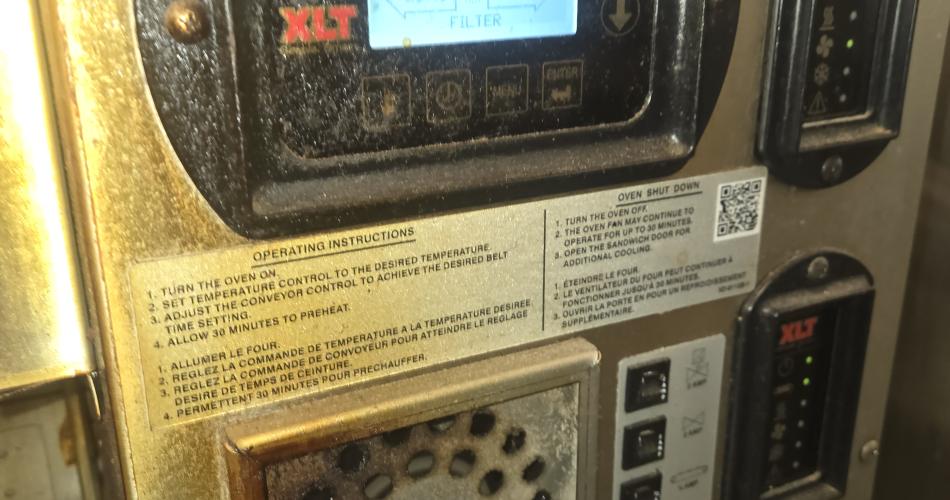 XLT
FILTER
MENU
ENTER
OPERATING INSTRUCTIONS
1. TURN THE OVEN ON.
2. SET TEMPERATURE CONTROL TO THE DESIRED TEMPERATURE.
3. ADJUST THE CONVEYOR CONTROL TO ACHIEVE THE DESIRED BELT
TIME SETTING.
4. ALLOW 30 MINUTES TO PREHEAT.
1. ALLUMER LE FOUR.
2. REGLEZ LA COMMANDE DE TEMPERATURE A LA TEMPERATURE DESIREE.
3. REGLEZ LA COMMANDE DE CONVOYEUR POUR ATTEINDRE LE REGLAGE
DESIRE DE TEMPS DE CEINTURE.
4. PERMETTENT 30 MINUTES POUR PRECHAUFFER.
OVEN SHUT DOWN
1. TURN THE OVEN OFF.
2. THE OVEN FAN MAY CONTINUE TO
OPERATE FOR UP TO 30 MINUTES.
3. OPEN THE SANDWICH DOOR FOR
ADDITIONAL COOLING.
1. ÉTEINDRE LE FOUR.
2. LE VENTILATEUR DU FOUR PEUT CONTINUER À
FONCTIONNER JUSQU'À 30 MINUTES.
3. OUVRIR LA PORTE EN POUR UN REFROIDISSEMENT
SUPPLÉMENTAIRE.
XLT